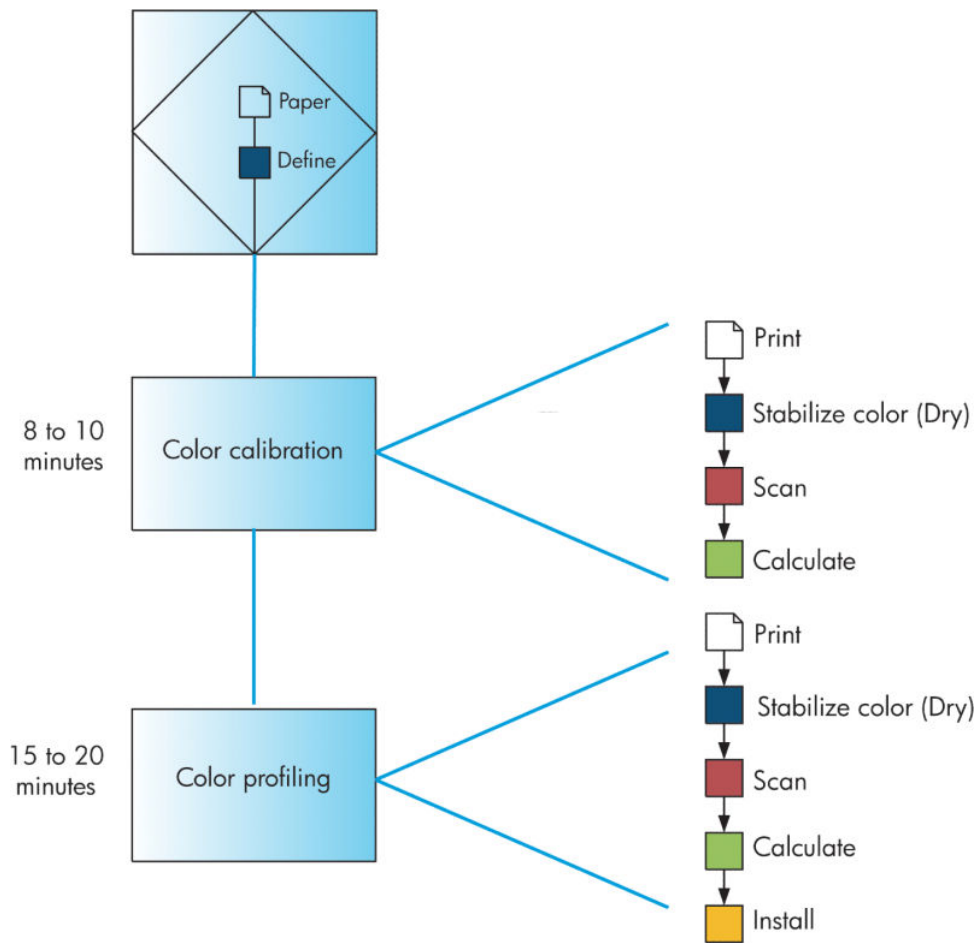 Paper
Define
8 to 10
minutes
Color calibration
Print
Stabilize color (Dry)
Scan
Calculate
15 to 20
minutes
Color profiling
Print
Stabilize color (Dry)
Scan
Calculate
Install